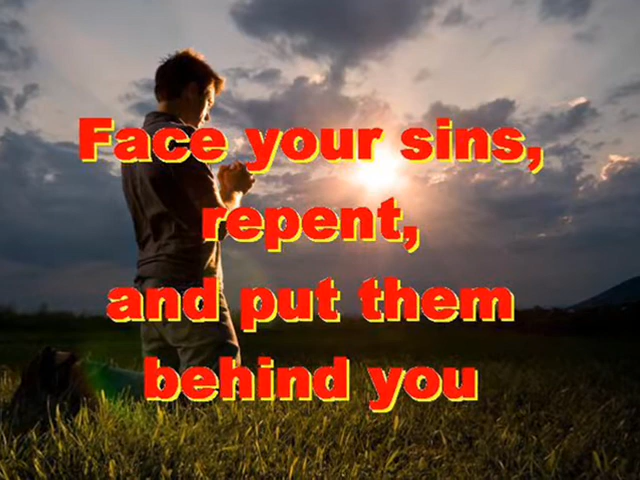 Face your sins,
repent,
and put them
behind you